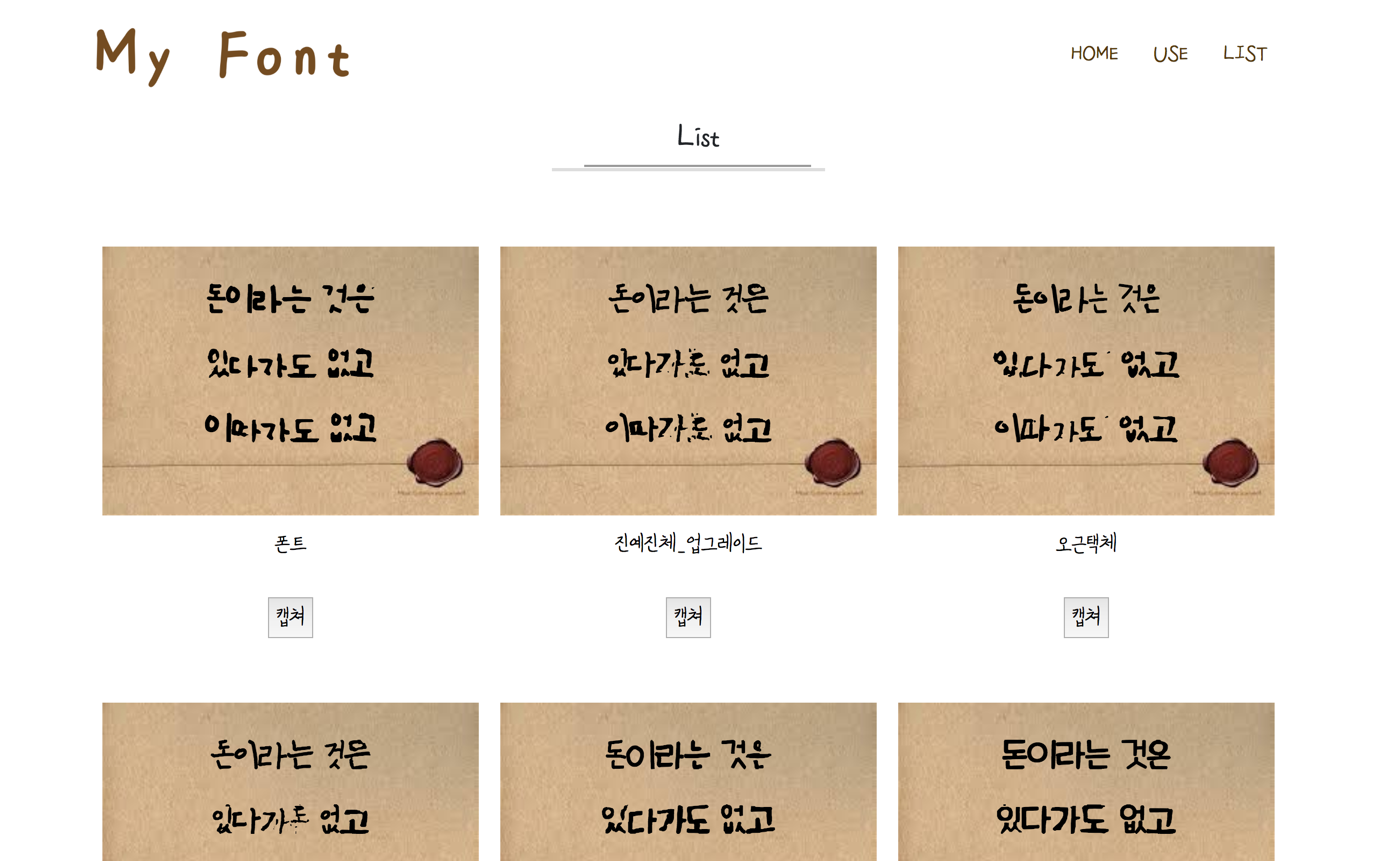 My Font
HOME USE LIST
List
돈이라는 것은
있다가도 없고
이따가도 없고
돈이라는 것은
있다가도 없고
이따가도 없고
돈이라는 것은
있다가도 없고
이따가도 없고
폰트
진예진체_업그레이드
오근택체
캡쳐
캡쳐
캡쳐
돈이라는 것은
있다가도 없고
돈이라는 것은
있다가도 없고
돈이라는 것은
있다가도 없고